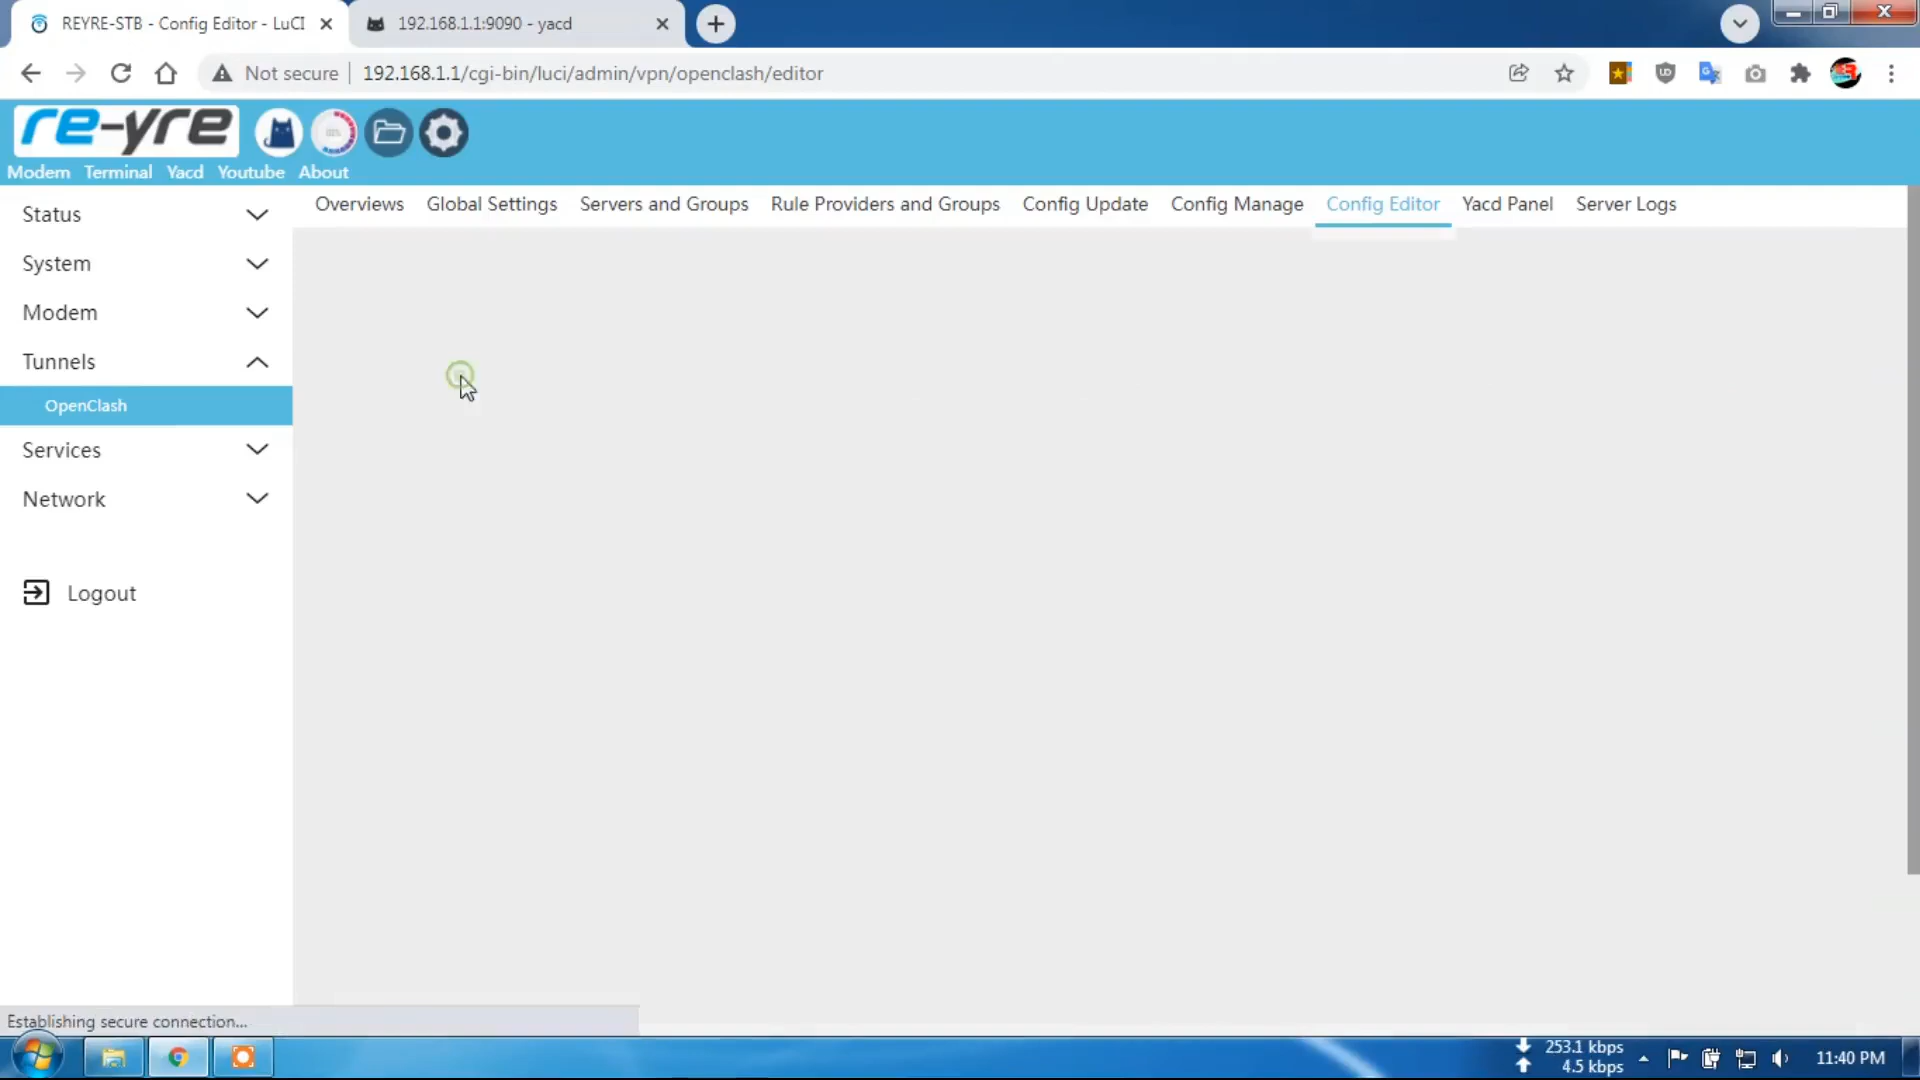 REYRE-STB - Config Editor - LuCI
192.168.1.1:9090 - yacd
Not secure
192.168.1.1/cgi-bin/luci/admin/vpn/openclash/editor
re-yre
Modem Terminal Yacd Youtube About
Overviews Global Settings Servers and Groups Rule Providers and Groups Config Update Config Manage Config Editor Yacd Panel Server Logs
Status
System
Modem
Tunnels
OpenClash
Services
Network
Logout
Establishing secure connection...
253.1 kbps
4.5 kbps
11:40 PM